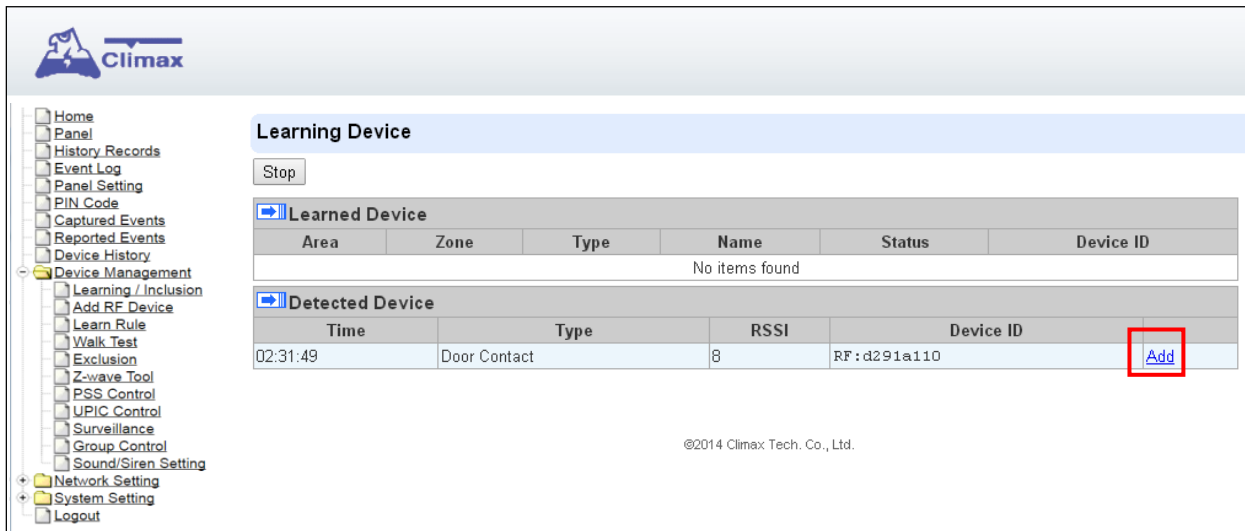 Climax
Home
Panel
History Records
Event Log
Panel Setting
PIN Code
Captured Events
Reported Events
Device History
Device Management
Learning / Inclusion
Add RF Device
Learn Rule
Walk Test
Exclusion
Z-wave Tool
PSS Control
UPIC Control
Surveillance
Group Control
Sound/Siren Setting
Network Setting
System Setting
Logout
Learning Device
Stop
Learned Device
Area Zone Type Name Status Device ID
No items found
Detected Device
Time Type RSSI Device ID
02:31:49 Door Contact 8 RF:d291a110 Add
©2014 Climax Tech. Co., Ltd.